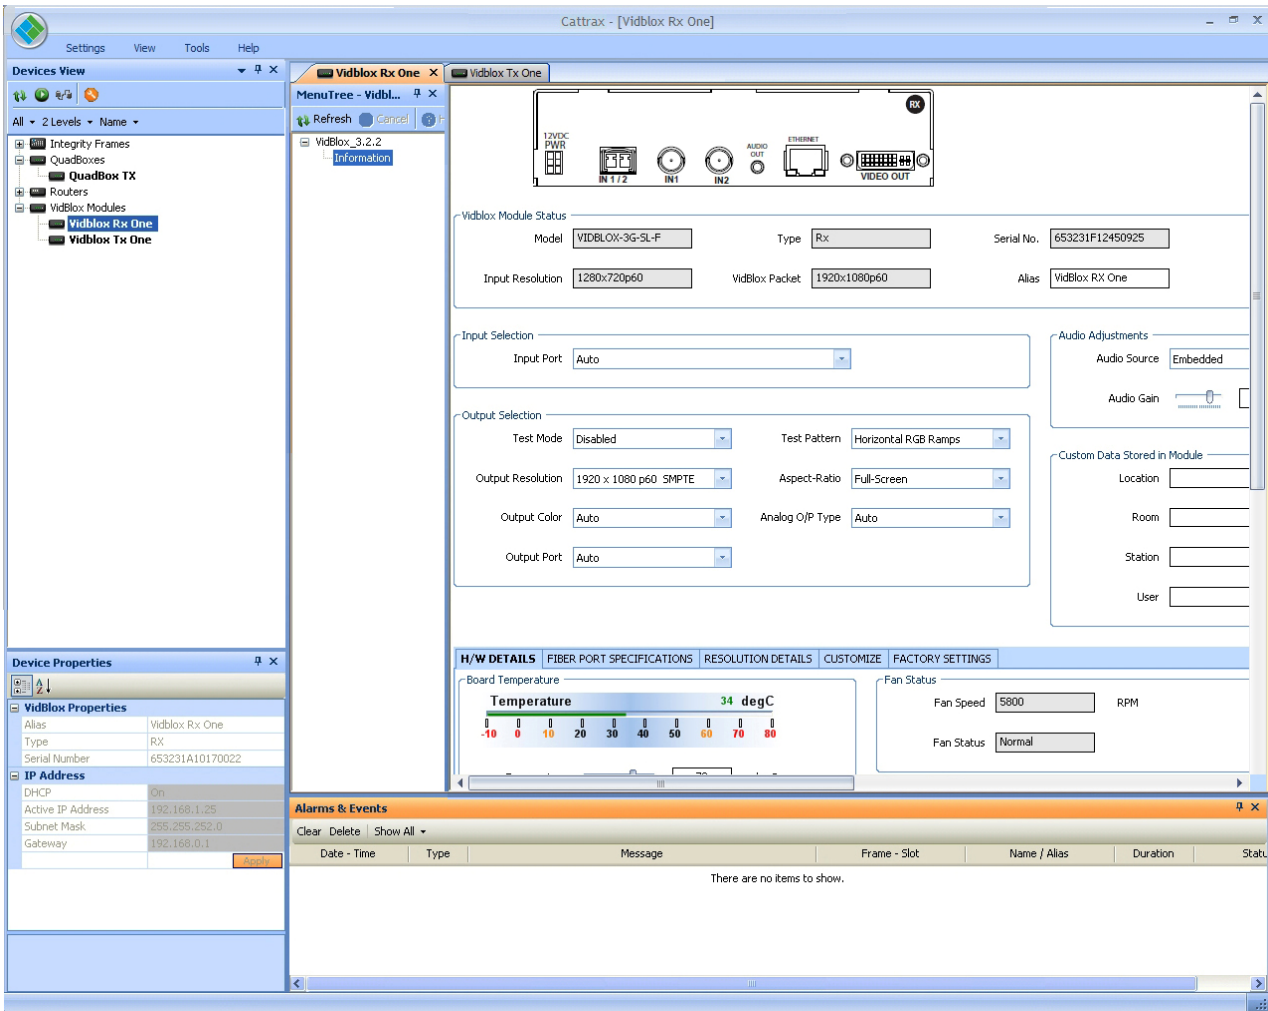 Cattrax - [Vidblox Rx One]
Settings View Tools Help
Devices View
All 2 Levels Name
Integrity Frames
QuadBoxes
QuadBox TX
Routers
VidBlox Modules
Vidblox Rx One
Vidblox Tx One
Vidblox Rx One X Vidblox Tx One
MenuTree - Vidbl...
Refresh Cancel
VidBlox_3.2.2
Information
RX
12VDC
PWR
IN 1 / 2
IN1
IN2
AUDIO
OUT
ETHERNET
VIDEO OUT
Vidblox Module Status
Model VIDBLOX-3G-SL-F Type Rx Serial No. 653231F12450925
Input Resolution 1280x720p60 VidBlox Packet 1920x1080p60 Alias VidBlox RX One
Input Selection
Input Port Auto
Audio Adjustments
Audio Source Embedded
Audio Gain
Output Selection
Test Mode Disabled Test Pattern Horizontal RGB Ramps
Output Resolution 1920 x 1080 p60 SMPTE Aspect-Ratio Full-Screen
Output Color Auto Analog O/P Type Auto
Output Port Auto
Custom Data Stored in Module
Location
Room
Station
User
H/W DETAILS FIBER PORT SPECIFICATIONS RESOLUTION DETAILS CUSTOMIZE FACTORY SETTINGS
Board Temperature
Temperature 34 degC
-10 0 10 20 30 40 50 60 70 80
Fan Status
Fan Speed 5800 RPM
Fan Status Normal
Device Properties
VidBlox Properties
Alias Vidblox Rx One
Type RX
Serial Number 653231A10170022
IP Address
DHCP On
Active IP Address 192.168.1.25
Subnet Mask 255.255.252.0
Gateway 192.168.0.1
Apply
Alarms & Events
Clear Delete Show All
Date - Time Type Message Frame - Slot Name / Alias Duration Statu
There are no items to show.